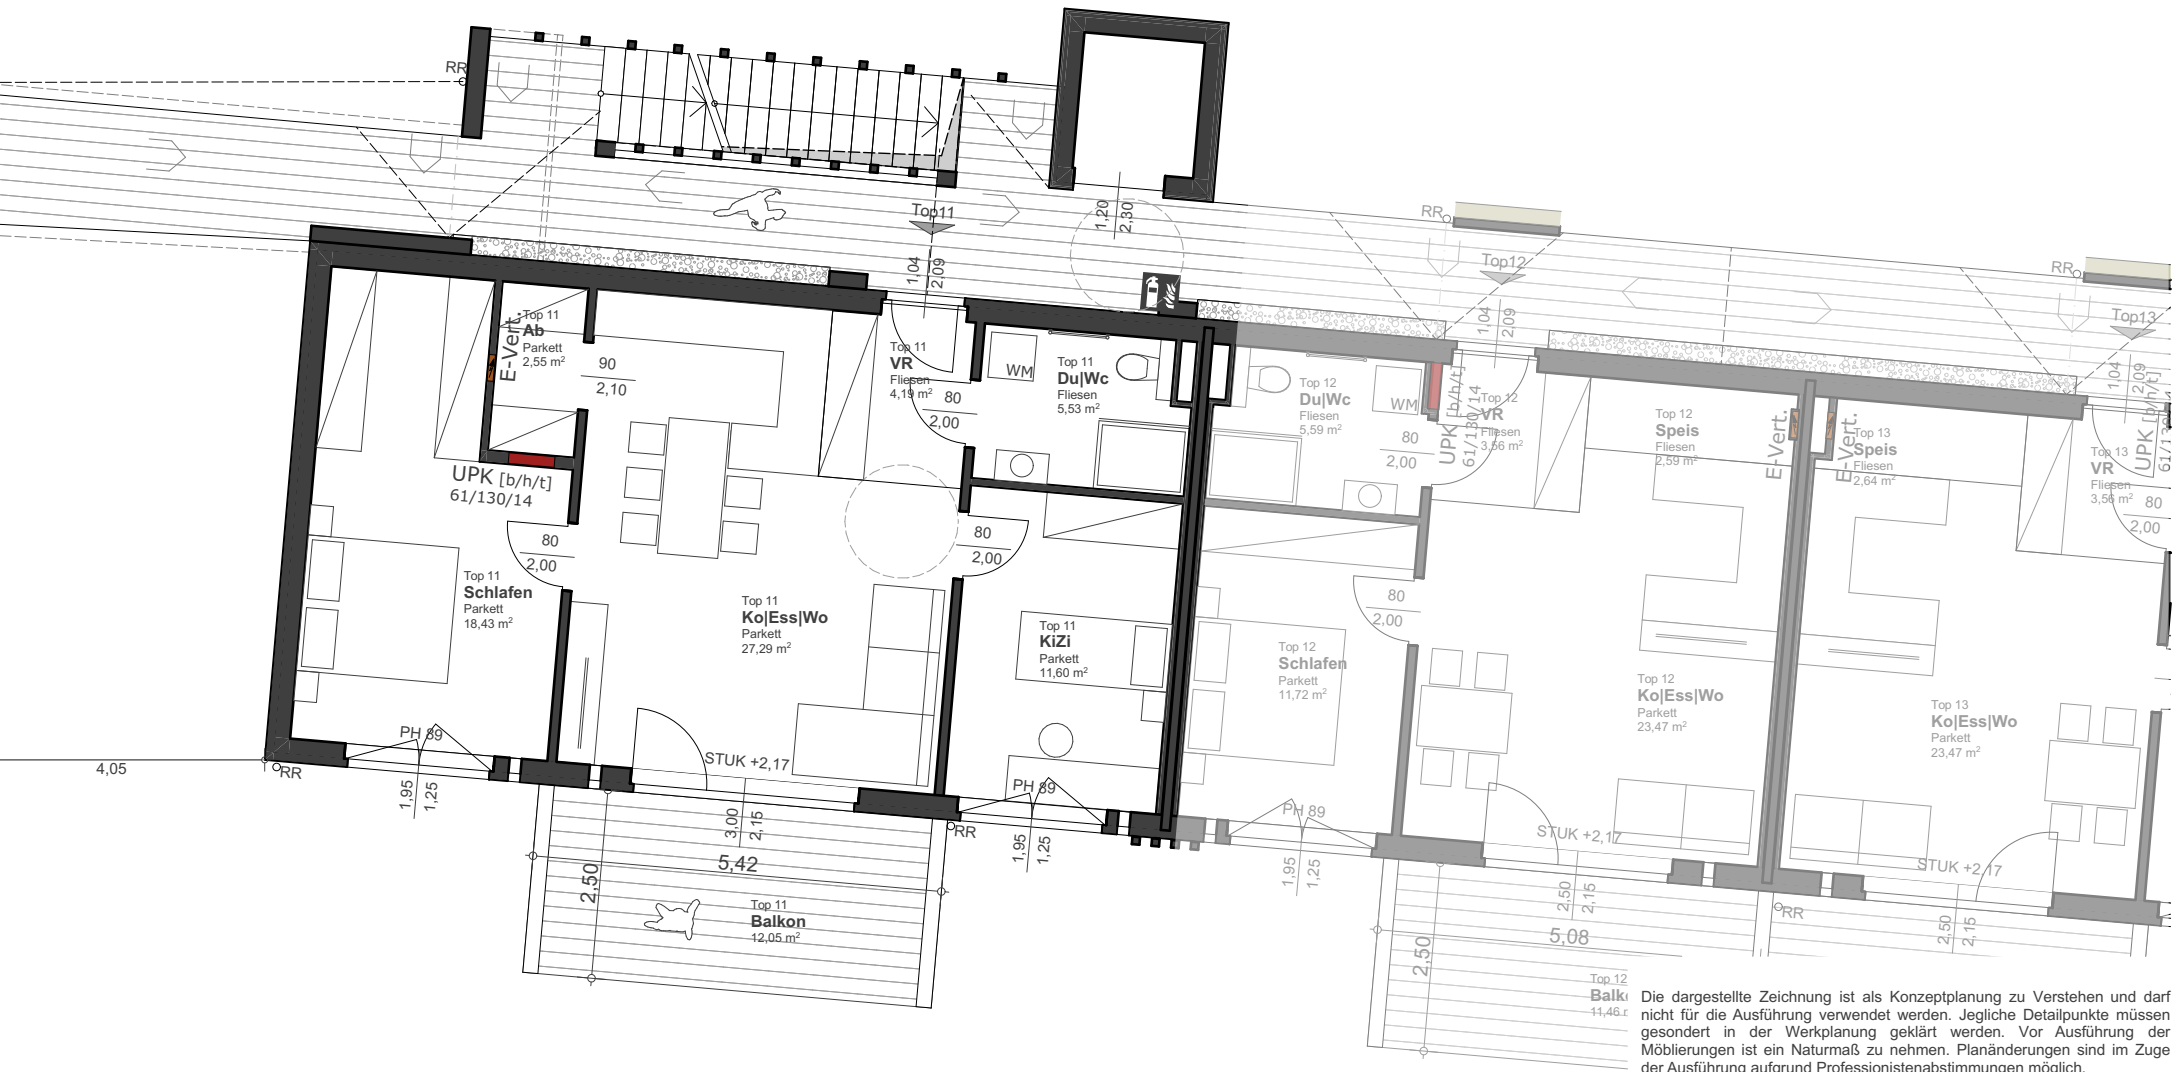 RR
Top11
1,04
2,09
1,20
2,30
RR
Top12
1,04
2,09
RR
Top13
1,04
2,09
Top 11
Ab
Parkett
2,55 m²
E-Vert.
90
2,10
UPK [b/h/t]
61/130/14
Top 11
VR
Fliesen
4,19 m²
80
2,00
WM
Top 11
Du|Wc
Fliesen
5,53 m²
80
2,00
Top 11
Schlafen
Parkett
18,43 m²
Top 11
Ko|Ess|Wo
Parkett
27,29 m²
80
2,00
Top 11
KiZi
Parkett
11,60 m²
PH 89
1,95
1,25
STUK +2,17
3,00
2,15
PH 89
1,95
1,25
4,05
RR
RR
5,42
2,50
Top 11
Balkon
12,05 m²
Top 12
Du|Wc
Fliesen
5,59 m²
WM
80
2,00
UPK [b/h/t]
61/130/14
Top 12
VR
Fliesen
3,56 m²
Top 12
Speis
Fliesen
2,59 m²
E-Vert.
E-Vert.
Top 13
Speis
Fliesen
2,64 m²
Top 13
VR
Fliesen
3,56 m²
UPK [b/h/t]
80
2,00
80
2,00
Top 12
Schlafen
Parkett
11,72 m²
Top 12
Ko|Ess|Wo
Parkett
23,47 m²
Top 13
Ko|Ess|Wo
Parkett
23,47 m²
PH 89
1,95
1,25
STUK +2,17
2,50
2,15
STUK +2,17
2,50
2,15
RR
5,08
2,50
Top 12
Balk
11,46
Die dargestellte Zeichnung ist als Konzeptplanung zu Verstehen und darf
nicht für die Ausführung verwendet werden. Jegliche Detailpunkte müssen
gesondert in der Werkplanung geklärt werden. Vor Ausführung der
Möblierungen ist ein Naturmaß zu nehmen. Planänderungen sind im Zuge
der Ausführung aufgrund Professionistenabstimmungen möglich.